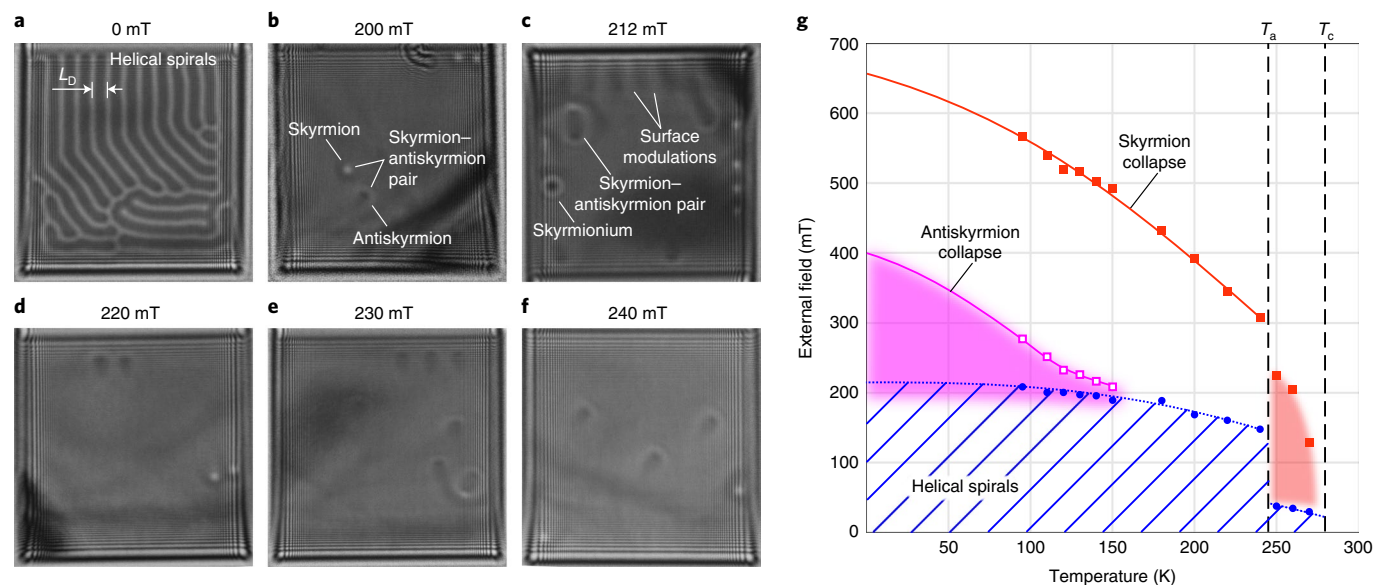 a
0 mT
Helical spirals
L_D
b
200 mT
Skyrmion
Skyrmion–
antiskyrmion
pair
Antiskyrmion
c
212 mT
Surface
modulations
Skyrmion–
antiskyrmion pair
Skyrmionium
d
220 mT
e
230 mT
f
240 mT
g
T_a
T_c
700
600
500
400
300
200
100
0
External field (mT)
Skyrmion
collapse
Antiskyrmion
collapse
Helical spirals
50
100
150
200
250
300
Temperature (K)